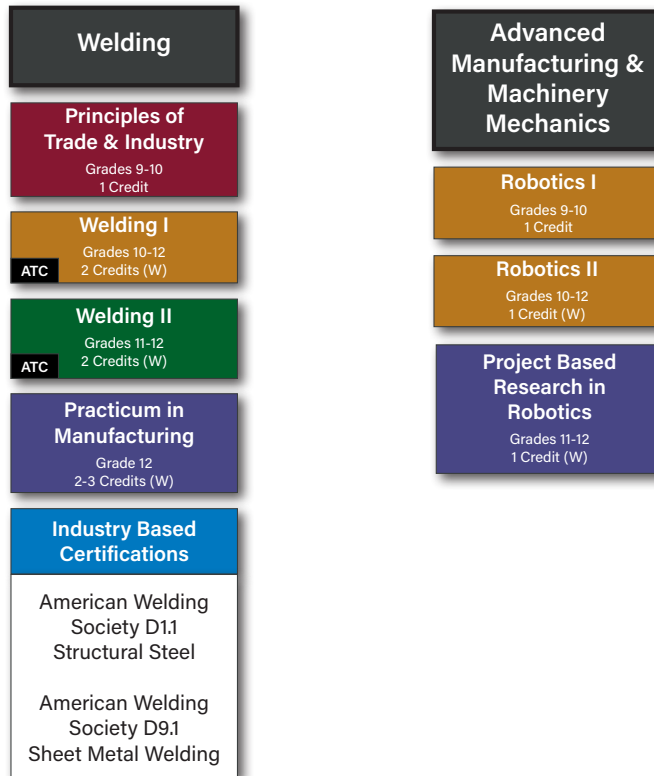 Welding
Principles of
Trade & Industry
Grades 9-10
1 Credit
Welding I
Grades 10-12
2 Credits (W)
ATC
Welding II
Grades 11-12
2 Credits (W)
ATC
Practicum in
Manufacturing
Grade 12
2-3 Credits (W)
Industry Based
Certifications
American Welding
Society D1.1
Structural Steel
American Welding
Society D9.1
Sheet Metal Welding
Advanced
Manufacturing &
Machinery
Mechanics
Robotics I
Grades 9-10
1 Credit
Robotics II
Grades 10-12
1 Credit (W)
Project Based
Research in
Robotics
Grades 11-12
1 Credit (W)